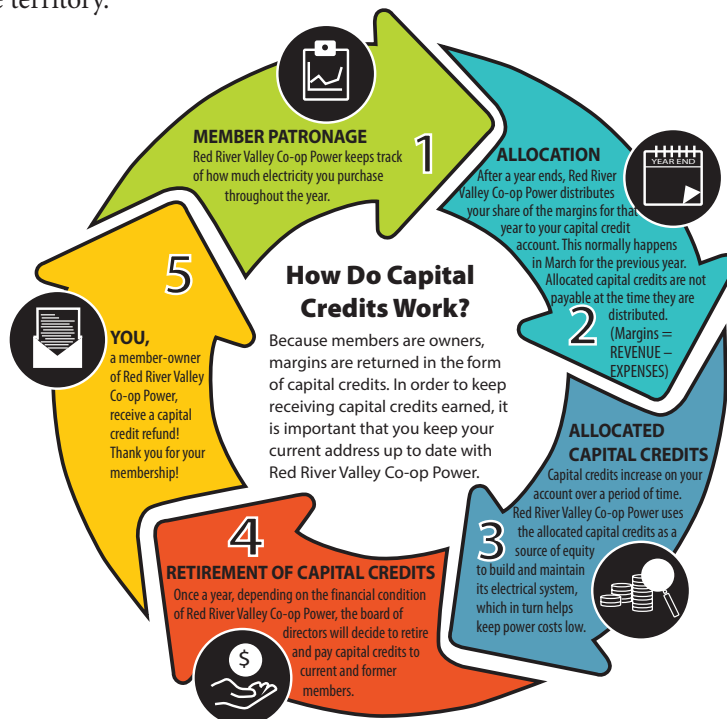 e territory.
MEMBER PATRONAGE
Red River Valley Co-op Power keeps track
of how much electricity you purchase
throughout the year.
1
ALLOCATION
After a year ends, Red River
Valley Co-op Power distributes
your share of the margins for that
year to your capital credit
account. This normally happens
in March for the previous year.
Allocated capital credits are not
payable at the time they are
distributed.
(Margins =
REVENUE –
EXPENSES)
2
YEAR END
How Do Capital
Credits Work?
Because members are owners,
margins are returned in the form
of capital credits. In order to keep
receiving capital credits earned, it
is important that you keep your
current address up to date with
Red River Valley Co-op Power.
ALLOCATED
CAPITAL CREDITS
Capital credits increase on your
account over a period of time.
Red River Valley Co-op Power uses
the allocated capital credits as a
source of equity
to build and maintain
its electrical system,
which in turn helps
keep power costs low.
3
4
RETIREMENT OF CAPITAL CREDITS
Once a year, depending on the financial condition
of Red River Valley Co-op Power, the board of
directors will decide to retire
and pay capital credits to
current and former
members.
$
5
YOU,
a member-owner
of Red River Valley
Co-op Power,
receive a capital
credit refund!
Thank you for your
membership!